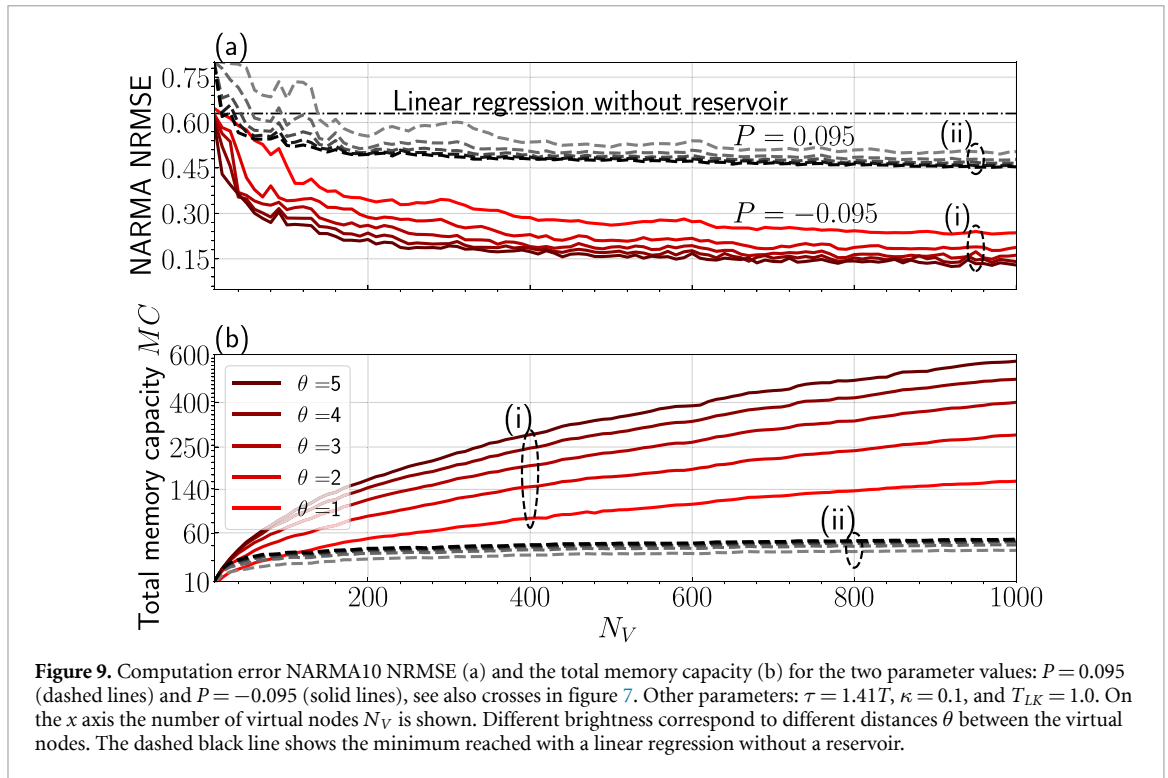 (a)
NARMA NRMSE
0.75
0.60
0.45
0.30
0.15
Linear regression without reservoir
P = 0.095
(ii)
P = −0.095
(i)
(b)
Total memory capacity MC
600
400
250
140
60
10
θ =5
θ =4
θ =3
θ =2
θ =1
(i)
(ii)
200
400
600
800
1000
N_V
Figure 9. Computation error NARMA10 NRMSE (a) and the total memory capacity (b) for the two parameter values: P = 0.095
(dashed lines) and P = −0.095 (solid lines), see also crosses in figure 7. Other parameters: τ = 1.41T, κ = 0.1, and T_LK = 1.0. On
the x axis the number of virtual nodes N_V is shown. Different brightness correspond to different distances θ between the virtual
nodes. The dashed black line shows the minimum reached with a linear regression without a reservoir.